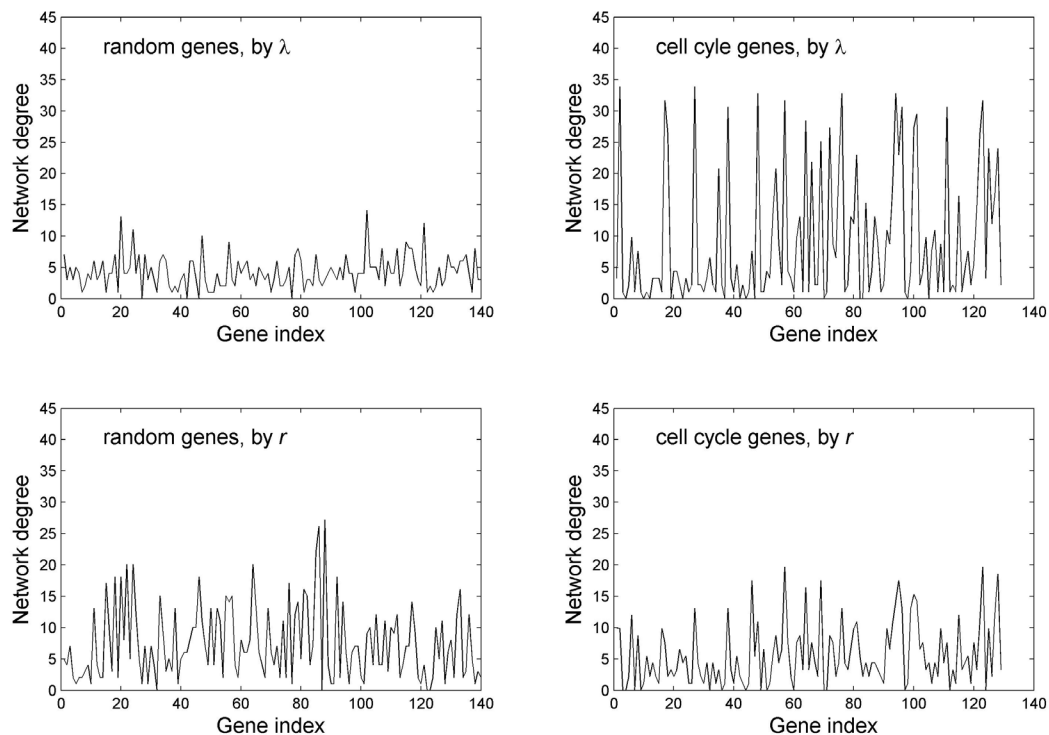 45
40
35
30
25
20
15
10
5
0
Network degree
random genes, by λ
0 20 40 60 80 100 120 140
Gene index
45
40
35
30
25
20
15
10
5
0
Network degree
cell cyle genes, by λ
0 20 40 60 80 100 120 140
Gene index
45
40
35
30
25
20
15
10
5
0
Network degree
random genes, by r
0 20 40 60 80 100 120 140
Gene index
45
40
35
30
25
20
15
10
5
0
Network degree
cell cycle genes, by r
0 20 40 60 80 100 120 140
Gene index